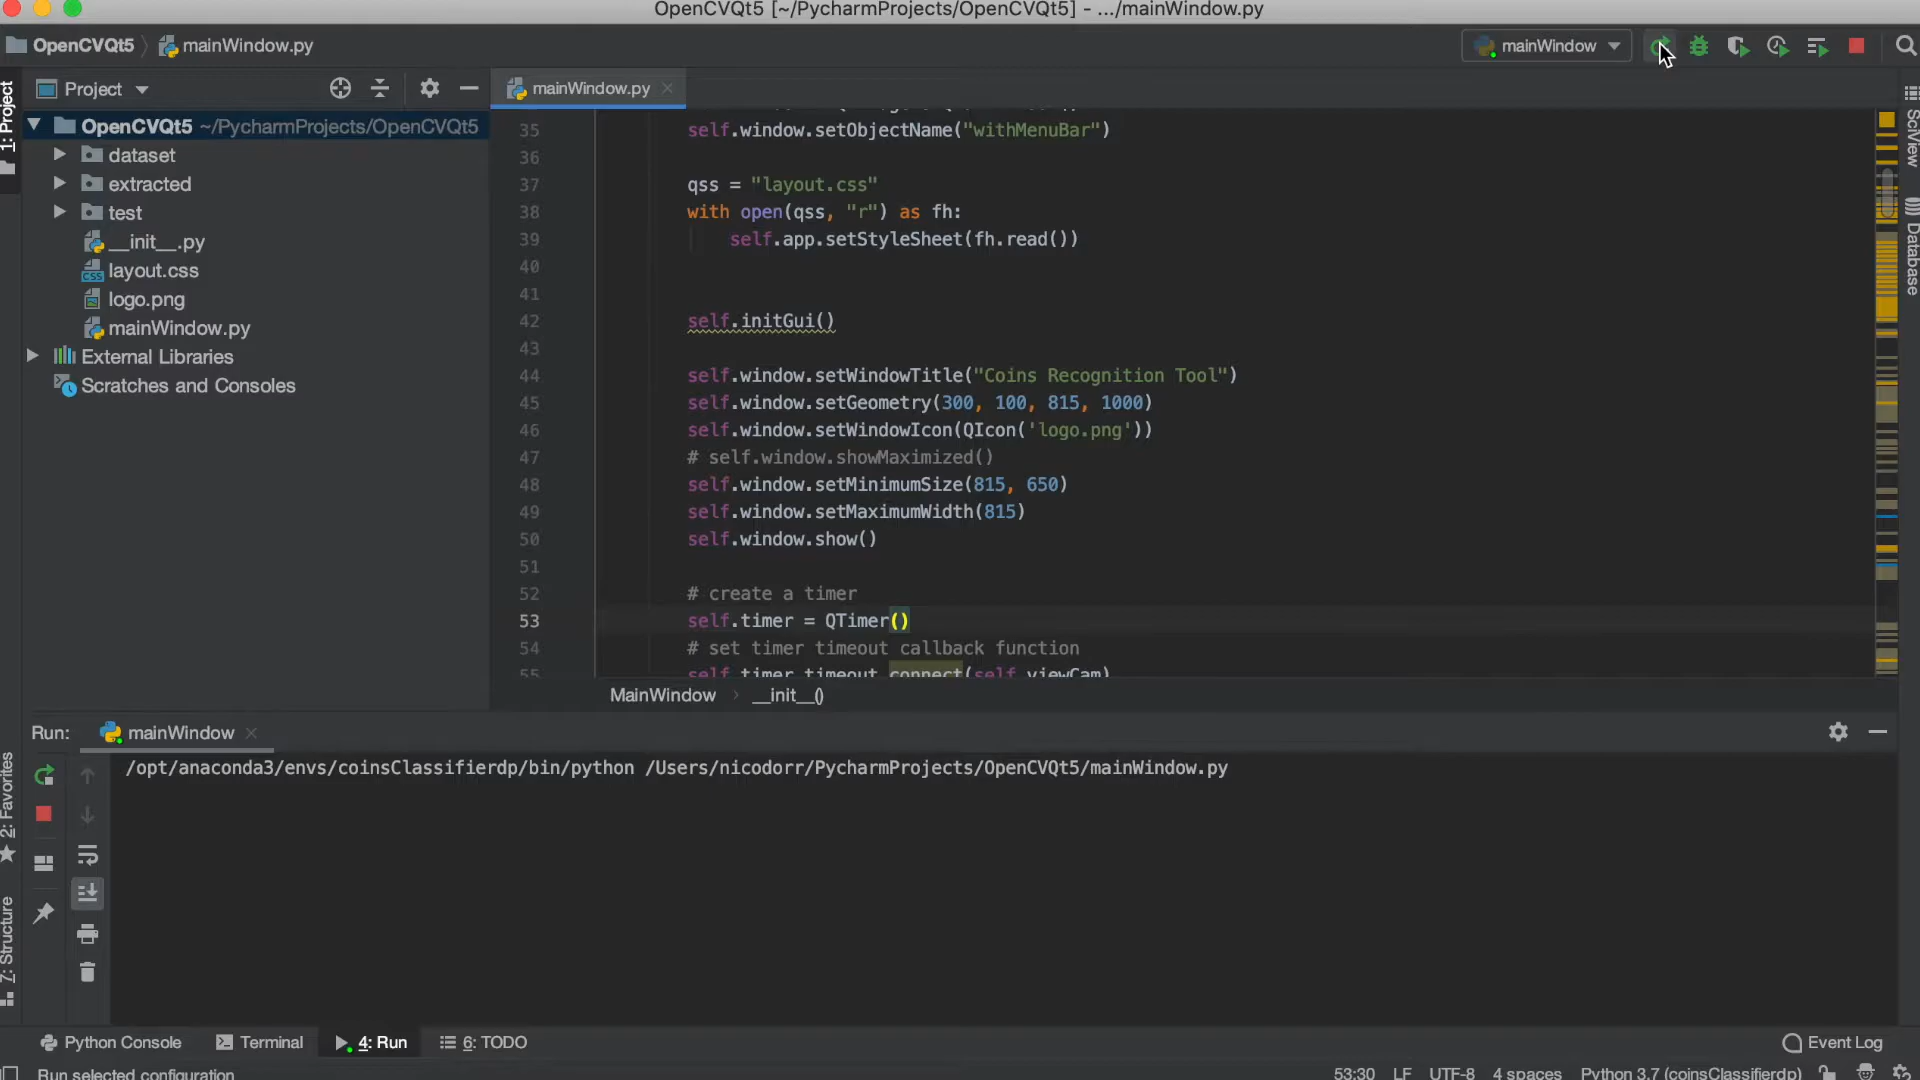 OpenCVQt5 [~/PycharmProjects/OpenCVQt5] - .../mainWindow.py
OpenCVQt5 mainWindow.py
mainWindow
1: Project
Project
mainWindow.py
OpenCVQt5 ~/PycharmProjects/OpenCVQt5
dataset
extracted
test
__init__.py
layout.css
logo.png
mainWindow.py
External Libraries
Scratches and Consoles
35 self.window.setObjectName("withMenuBar")
36
37 qss = "layout.css"
38 with open(qss, "r") as fh:
39 self.app.setStyleSheet(fh.read())
40
41
42 self.initGui()
43
44 self.window.setWindowTitle("Coins Recognition Tool")
45 self.window.setGeometry(300, 100, 815, 1000)
46 self.window.setWindowIcon(QIcon('logo.png'))
47 # self.window.showMaximized()
48 self.window.setMinimumSize(815, 650)
49 self.window.setMaximumWidth(815)
50 self.window.show()
51
52 # create a timer
53 self.timer = QTimer()
54 # set timer timeout callback function
55 self.timer.timeout.connect(self.viewCam)
MainWindow __init__()
SciView
Database
Run: mainWindow
/opt/anaconda3/envs/coinsClassifierdp/bin/python /Users/nicodorr/PycharmProjects/OpenCVQt5/mainWindow.py
2: Favorites
7: Structure
Python Console
Terminal
4: Run
6: TODO
Event Log
Run selected configuration
53:30 LF UTF-8 4 spaces Python 3.7 (coinsClassifierdp)